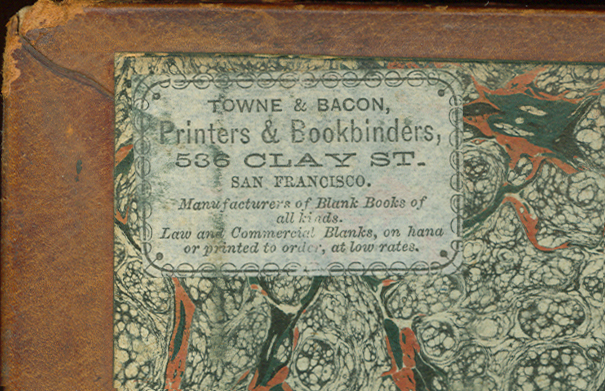 TOWNE & BACON,
Printers & Bookbinders,
536 CLAY ST.
SAN FRANCISCO.
Manufacturers of Blank Books of
all kinds.
Law and Commercial Blanks, on hand
or printed to order, at low rates.